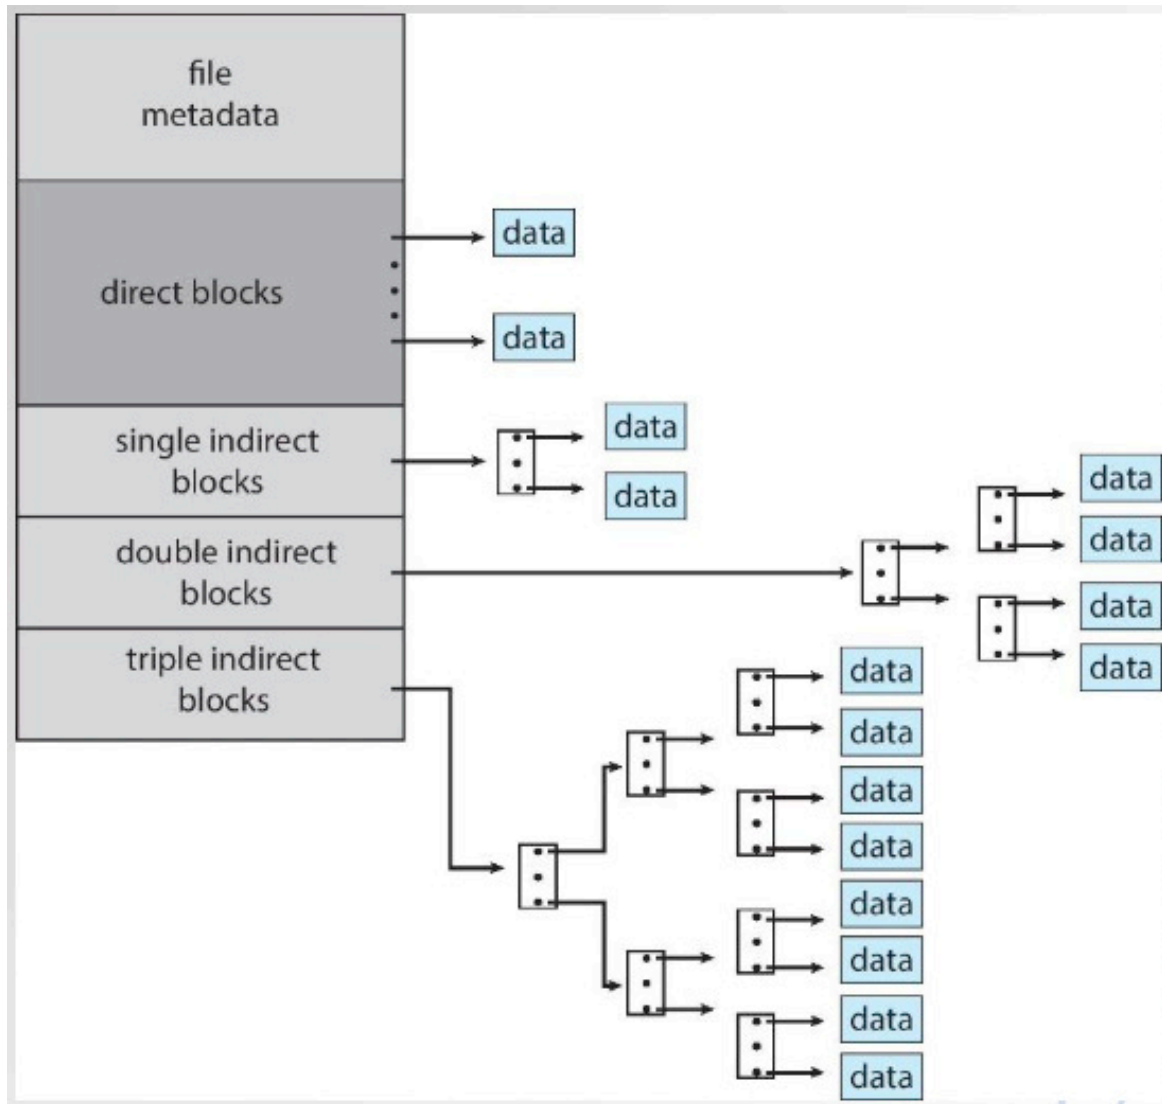 file
metadata
direct blocks
data
data
single indirect
blocks
data
data
double indirect
blocks
data
data
data
data
triple indirect
blocks
data
data
data
data
data
data
data
data